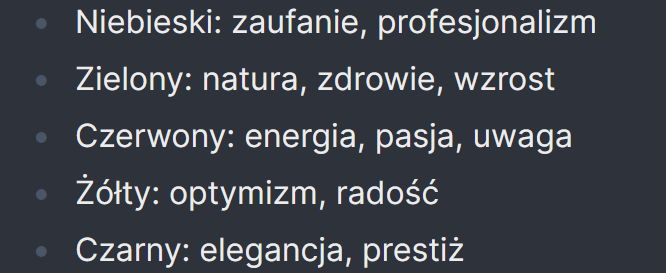 Niebieski: zaufanie, profesjonalizm
Zielony: natura, zdrowie, wzrost
Czerwony: energia, pasja, uwaga
Żółty: optymizm, radość
Czarny: elegancja, prestiż